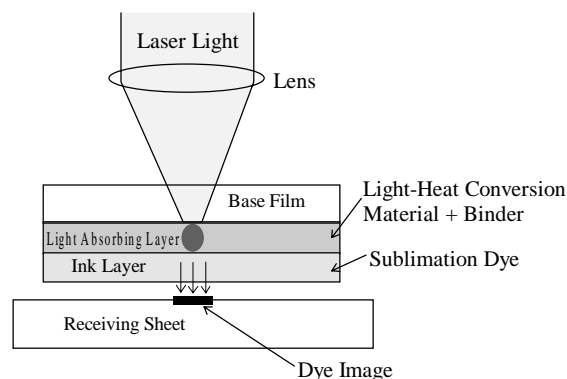 Laser Light
Lens
Base Film
Light-Heat Conversion
Material + Binder
Light Absorbing Layer
Ink Layer
Sublimation Dye
Receiving Sheet
Dye Image